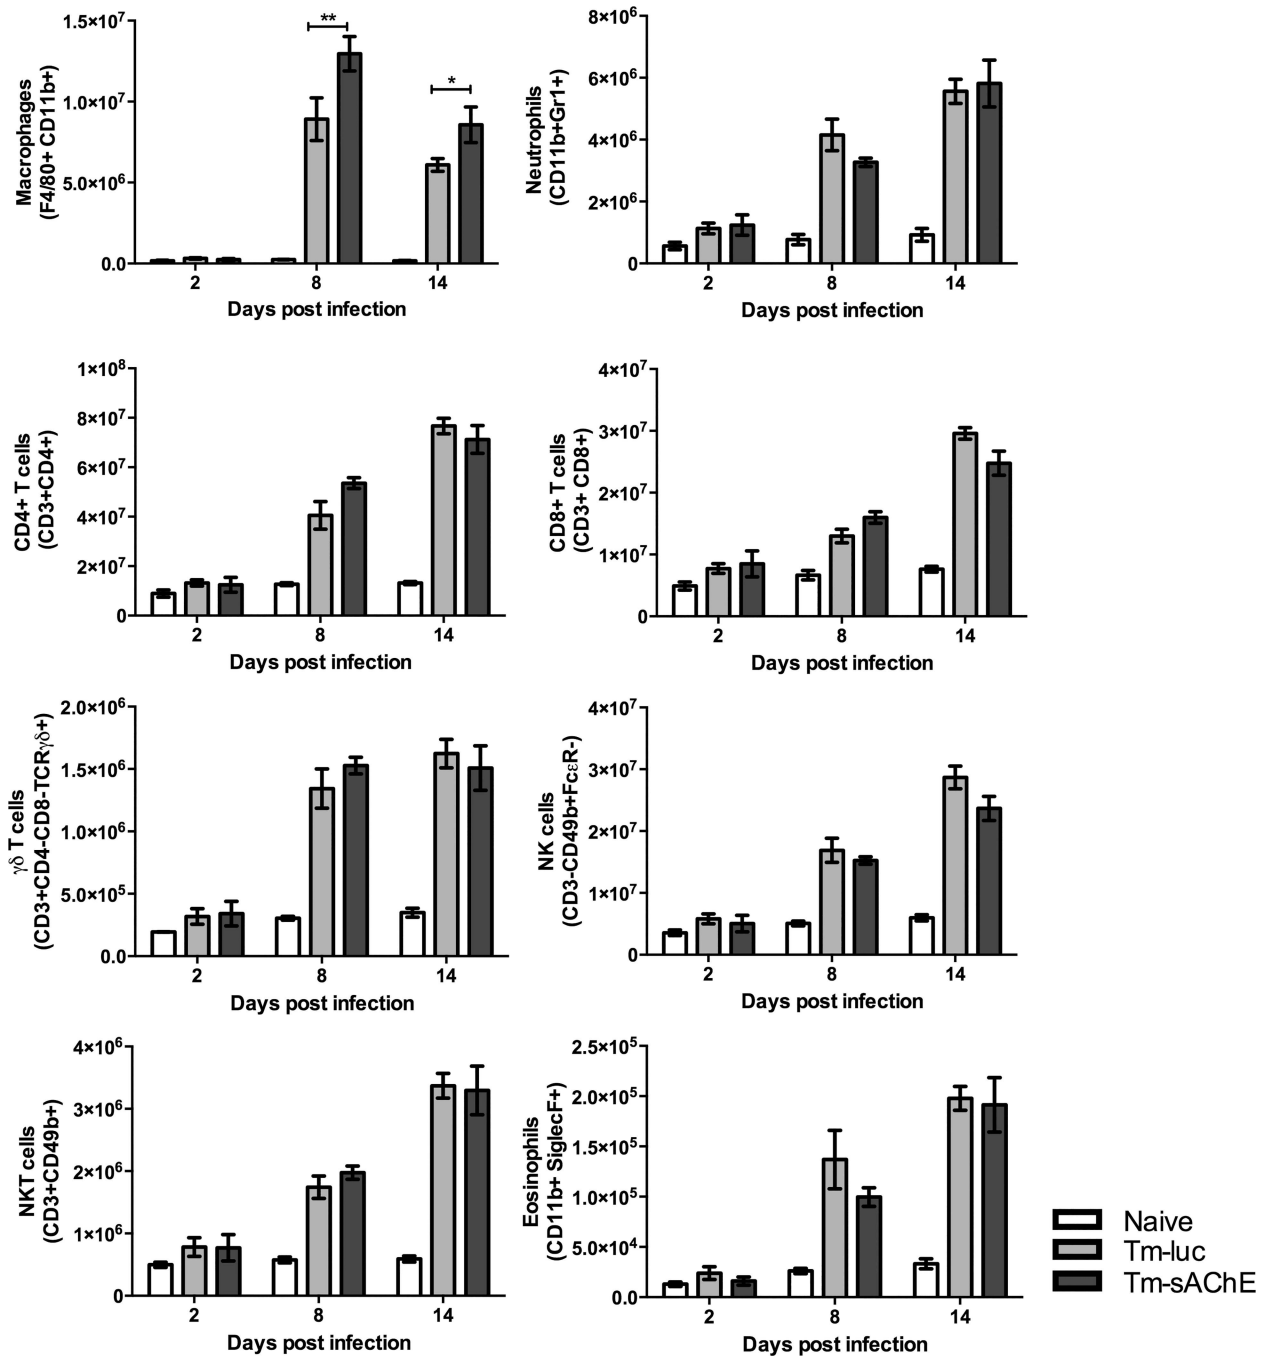 Macrophages
(F4/80+ CD11b+)
1.5×10⁷
1.0×10⁷
5.0×10⁶
0.0
**
*
2 8 14
Days post infection
Neutrophils
(CD11b+Gr1+)
8×10⁶
6×10⁶
4×10⁶
2×10⁶
0
2 8 14
Days post infection
CD4+ T cells
(CD3+CD4+)
1×10⁸
8×10⁷
6×10⁷
4×10⁷
2×10⁷
0
2 8 14
Days post infection
CD8+ T cells
(CD3+ CD8+)
4×10⁷
3×10⁷
2×10⁷
1×10⁷
0
2 8 14
Days post infection
γδ T cells
(CD3+CD4-CD8-TCRγδ+)
2.0×10⁶
1.5×10⁶
1.0×10⁶
5.0×10⁵
0.0
2 8 14
Days post infection
NK cells
(CD3-CD49b+FcεR-)
4×10⁷
3×10⁷
2×10⁷
1×10⁷
0
2 8 14
Days post infection
NKT cells
(CD3+CD49b+)
4×10⁶
3×10⁶
2×10⁶
1×10⁶
0
2 8 14
Days post infection
Eosinophils
(CD11b+ SiglecF+)
2.5×10⁵
2.0×10⁵
1.5×10⁵
1.0×10⁵
5.0×10⁴
0.0
2 8 14
Days post infection
Naive
Tm-luc
Tm-sAChE